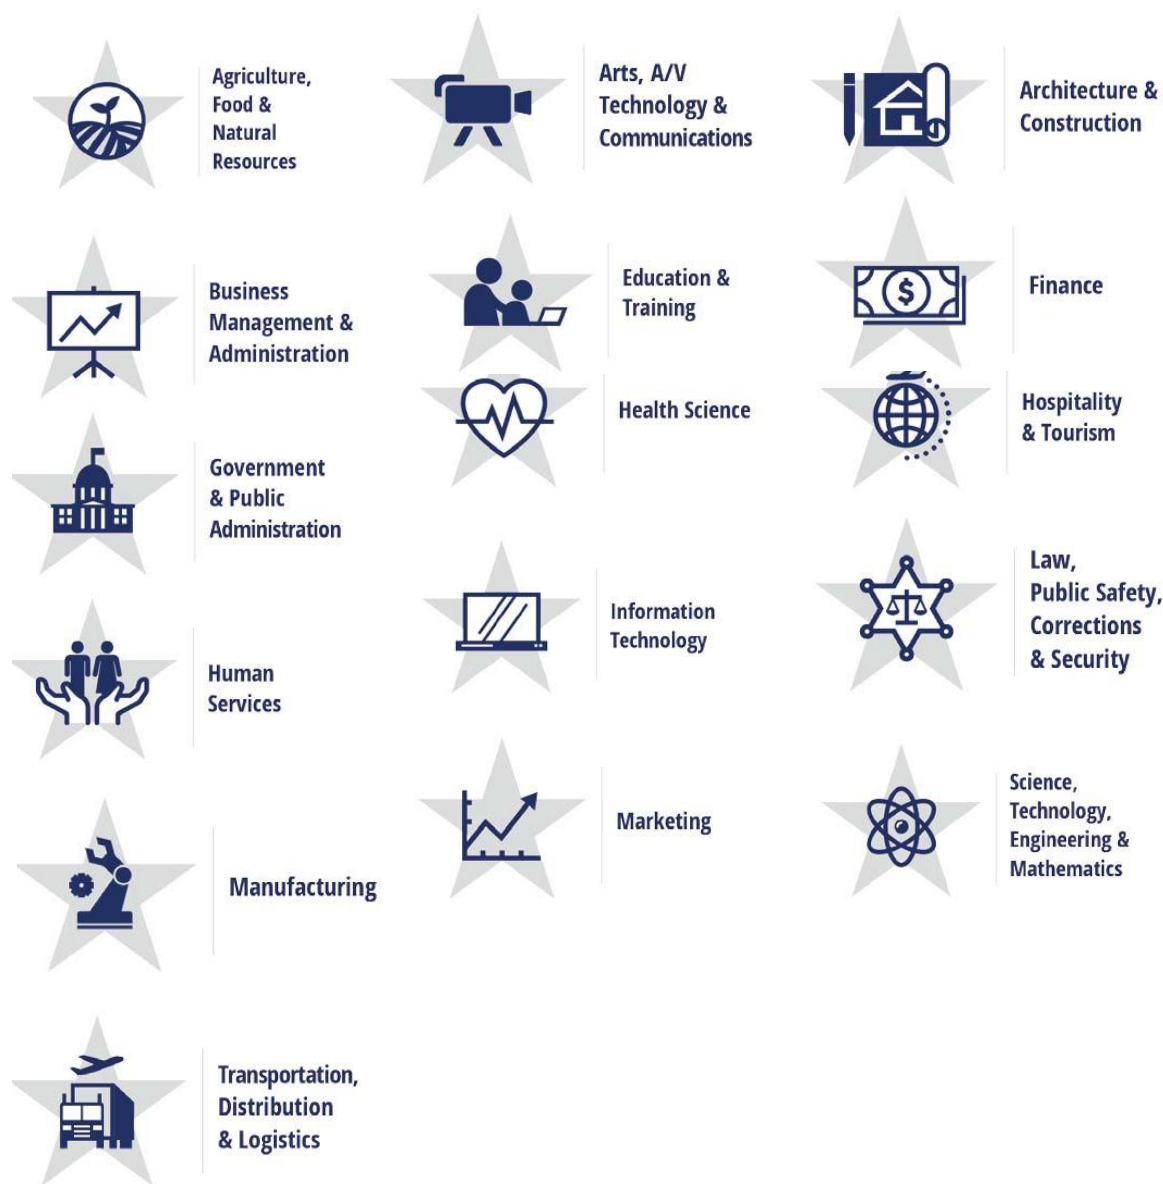 Agriculture,
Food &
Natural
Resources
Arts, A/V
Technology &
Communications
Architecture &
Construction
Business
Management &
Administration
Education &
Training
$
Finance
Health Science
Hospitality
& Tourism
Government
& Public
Administration
Information
Technology
Law,
Public Safety,
Corrections
& Security
Human
Services
Marketing
Science,
Technology,
Engineering &
Mathematics
Manufacturing
Transportation,
Distribution
& Logistics